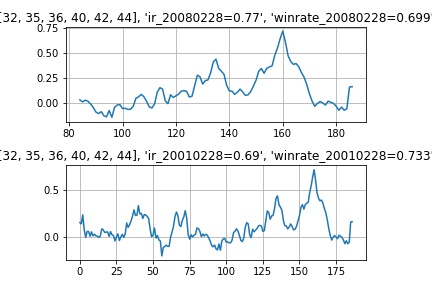 [32, 35, 36, 40, 42, 44], 'ir_20080228=0.77', 'winrate_20080228=0.699'
0.75
0.50
0.25
0.00
80 100 120 140 160 180
[32, 35, 36, 40, 42, 44], 'ir_20010228=0.69', 'winrate_20010228=0.733'
0.5
0.0
0 25 50 75 100 125 150 175